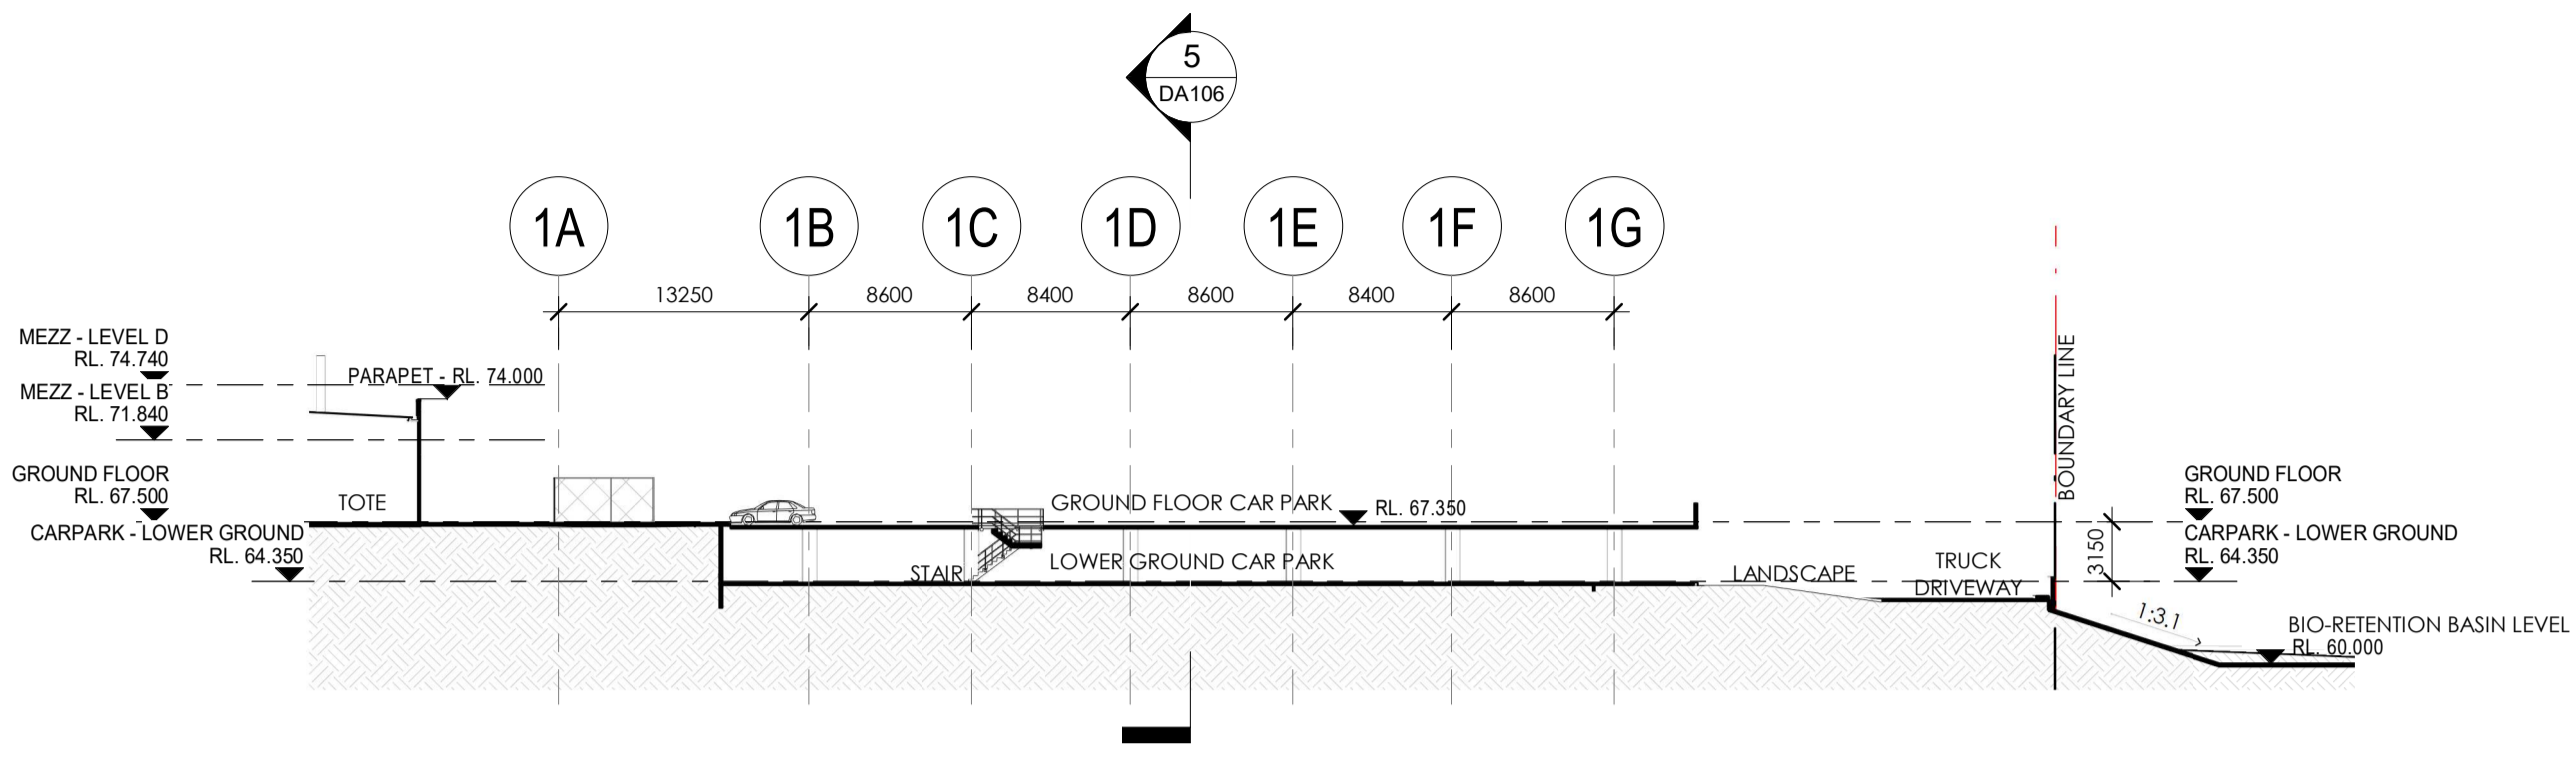 5
DA106
1A
1B
1C
1D
1E
1F
1G
13250
8600
8400
8600
8400
8600
MEZZ - LEVEL D
RL. 74.740
MEZZ - LEVEL B
RL. 71.840
PARAPET - RL. 74.000
GROUND FLOOR
RL. 67.500
CARPARK - LOWER GROUND
RL. 64.350
TOTE
GROUND FLOOR CAR PARK
RL. 67.350
STAIR
LOWER GROUND CAR PARK
LANDSCAPE
TRUCK
DRIVEWAY
BOUNDARY LINE
3150
GROUND FLOOR
RL. 67.500
CARPARK - LOWER GROUND
RL. 64.350
1:3.1
BIO-RETENTION BASIN LEVEL
RL. 60.000